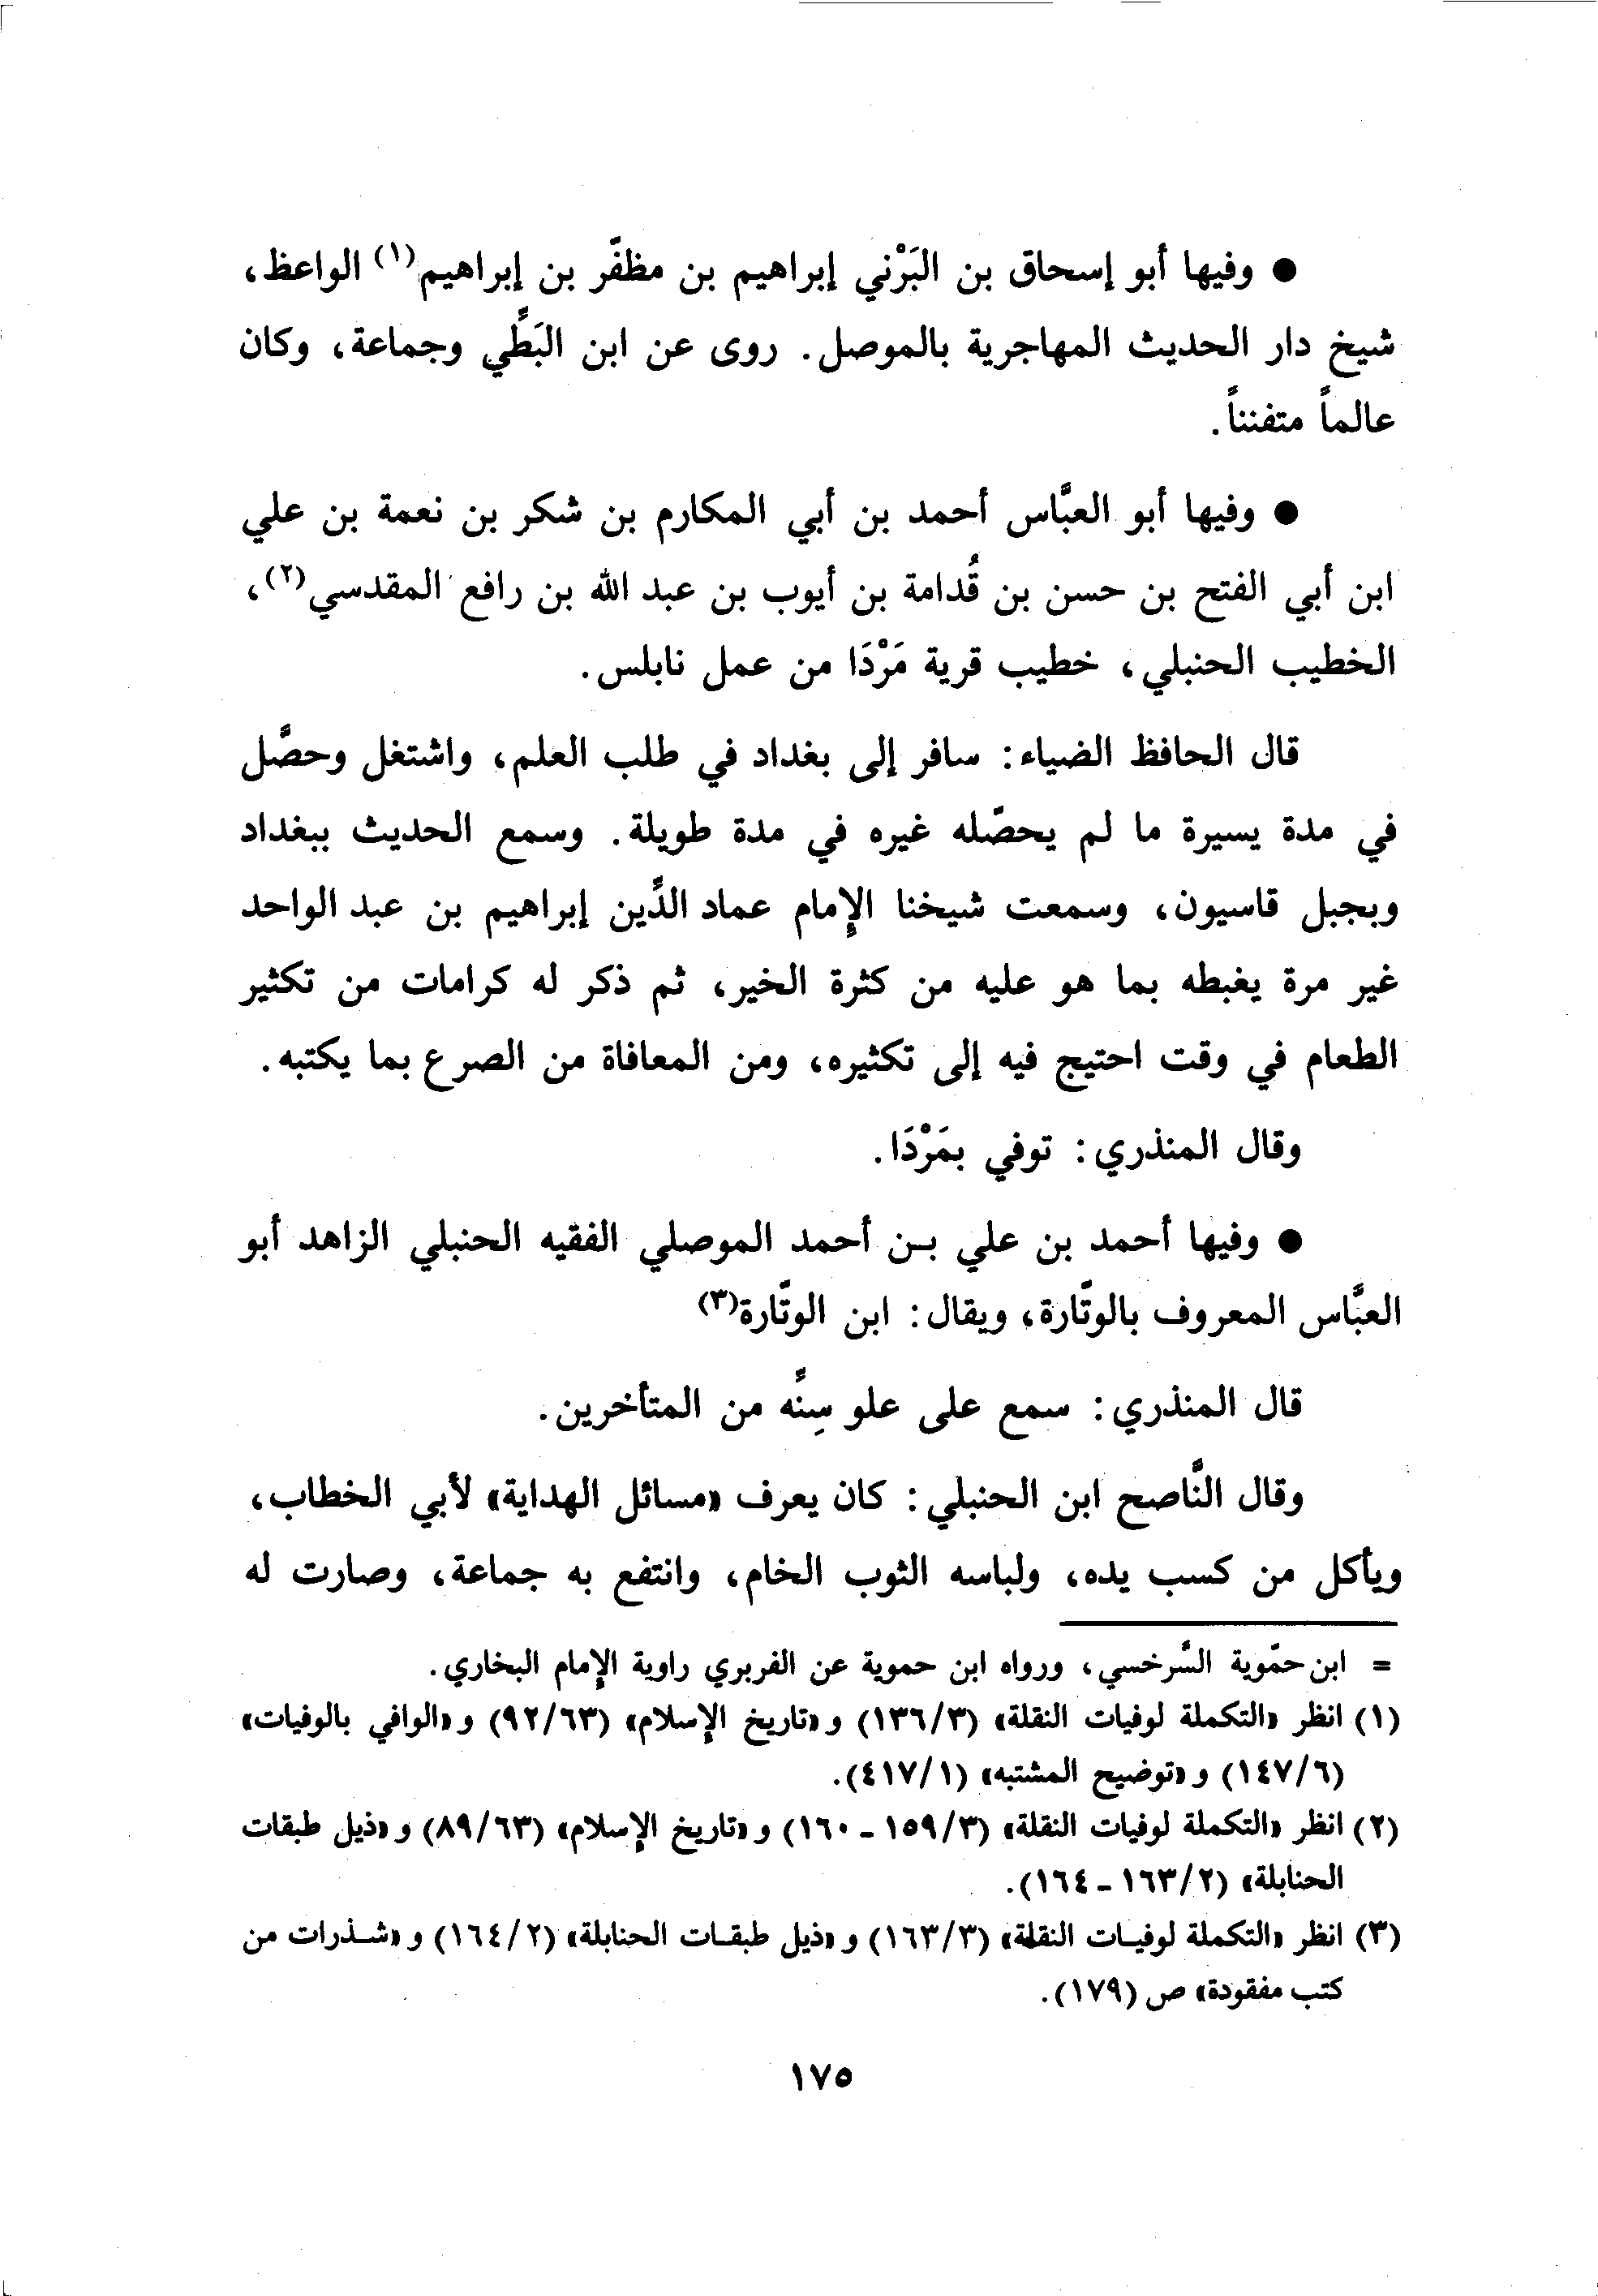 ● وفيها أبو إسحاق بن البَرْني إبراهيم بن مظفّر بن إبراهيم(١) الواعظ،
شيخ دار الحديث المهاجرية بالموصل. روى عن ابن البَطِّي وجماعة، وكان
عالماً متفنناً.
● وفيها أبو العبَّاس أحمد بن أبي المكارم بن شكر بن نعمة بن علي
ابن أبي الفتح بن حسن بن قُدامة بن أيوب بن عبد الله بن رافع المقدسي(٢)،
الخطيب الحنبلي، خطيب قرية مَرْدَا من عمل نابلس.
قال الحافظ الضياء: سافر إلى بغداد في طلب العلم، واشتغل وحصَّل
في مدة يسيرة ما لم يحصّله غيره في مدة طويلة. وسمع الحديث ببغداد
وبجبل قاسيون، وسمعت شيخنا الإمام عماد الدِّين إبراهيم بن عبد الواحد
غير مرة يغبطه بما هو عليه من كثرة الخير، ثم ذكر له كرامات من تكثير
الطعام في وقت احتيج فيه إلى تكثيره، ومن المعافاة من الصرع بما يكتبه.
وقال المنذري: توفي بمَرْدَا.
● وفيها أحمد بن علي بن أحمد الموصلي الفقيه الحنبلي الزاهد أبو
العبَّاس المعروف بالوتّارة، ويقال: ابن الوتّارة(٣)
قال المنذري: سمع على علو سِنِّه من المتأخرين.
وقال النَّاصح ابن الحنبلي: كان يعرف «مسائل الهداية» لأبي الخطاب،
ويأكل من كسب يده، ولباسه الثوب الخام، وانتفع به جماعة، وصارت له
= ابن حمّوية السَّرخسي، ورواه ابن حموية عن الفربري راوية الإمام البخاري.
(١) انظر «التكملة لوفيات النقلة» (١٣٦/٣) و«تاريخ الإسلام» (٩٢/٦٣) و«الوافي بالوفيات»
(١٤٧/٦) و«توضيح المشتبه» (٤١٧/١).
(٢) انظر «التكملة لوفيات النقلة» (١٥٩/٣ - ١٦٠) و«تاريخ الإسلام» (٨٩/٦٣) و«ذيل طبقات
الحنابلة» (١٦٣/٢ - ١٦٤).
(٣) انظر «التكملة لوفيات النقلة» (١٦٣/٣) و«ذيل طبقات الحنابلة» (١٦٤/٢) و«شذرات من
كتب مفقودة» ص (١٧٩).
١٧٥